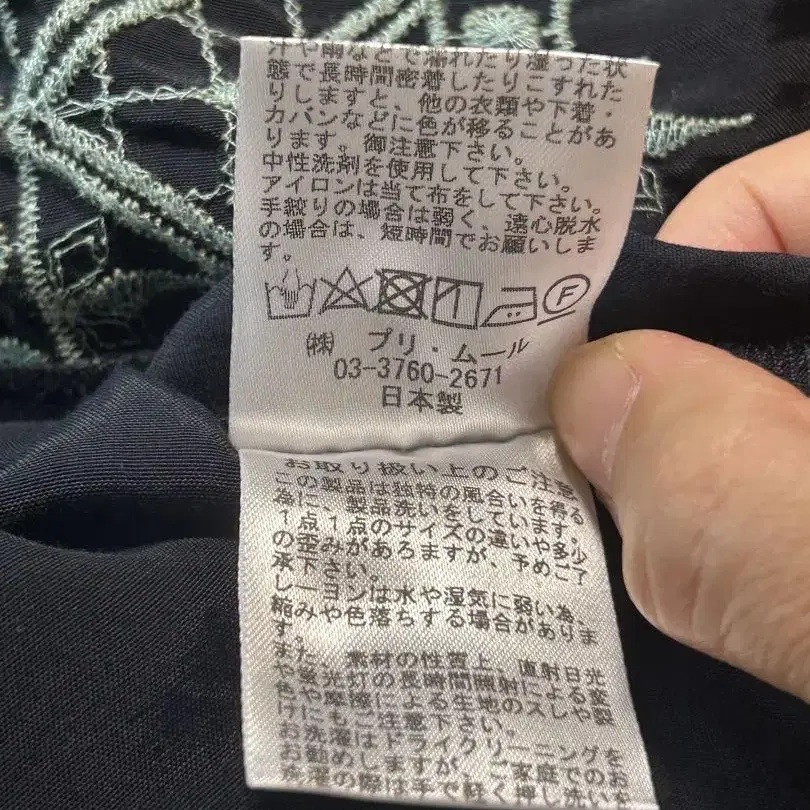 汗や雨などで濡れたり湿った状
態で長時間密着したりこすれた
りしますと、他の衣類や下着・
カバンなどに色が移ることがあ
ります。御注意下さい。
中性洗剤を使用して下さい。
アイロンは当て布をして下さい。
手絞りの場合は弱く、遠心脱水
の場合は、短時間でお願いしま
す。
F
㈱ プリ・ムール
03-3760-2671
日本製
お取り扱い上のご注意
この製品は独特の風合いを得る
為に、製品洗いをしています。
1点1点のサイズの違いや多少
の歪みがあろますが、予めご了
承下さい。
レーヨンは水や湿気に弱い為、
縮みや色落ちする場合がありま
す。
また、素材の性質上、直射日光
や蛍光灯の長時間照射による変
色や摩擦による生地のスレや裂
けにもご注意下さい。
お洗濯はドライクリーニングをお
勧めしますが、ご家庭でのお
洗濯の際は手で軽く押し洗いを